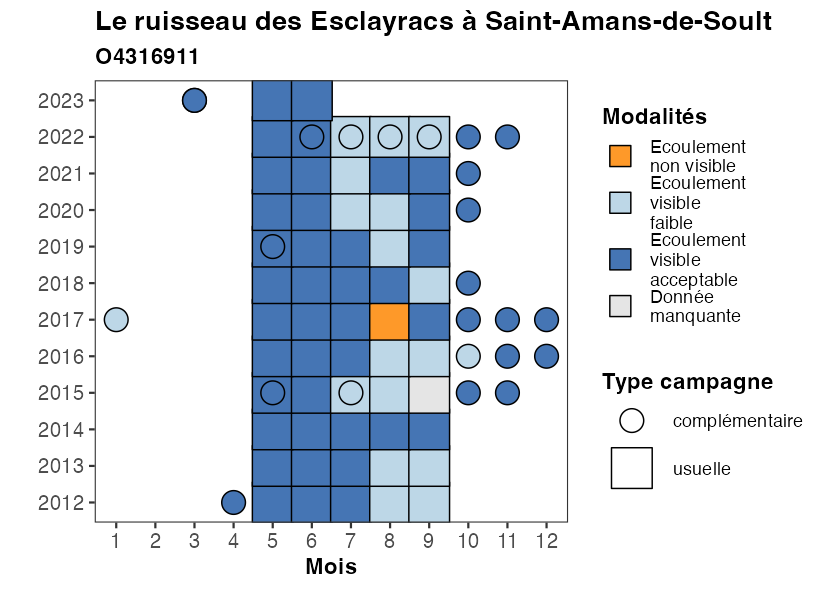 Le ruisseau des Esclayracs à Saint-Amans-de-Soult
O4316911
2023
2022
2021
2020
2019
2018
2017
2016
2015
2014
2013
2012
1 2 3 4 5 6 7 8 9 10 11 12
Mois
Modalités
Ecoulement
non visible
Ecoulement
visible
faible
Ecoulement
visible
acceptable
Donnée
manquante
Type campagne
complémentaire
usuelle